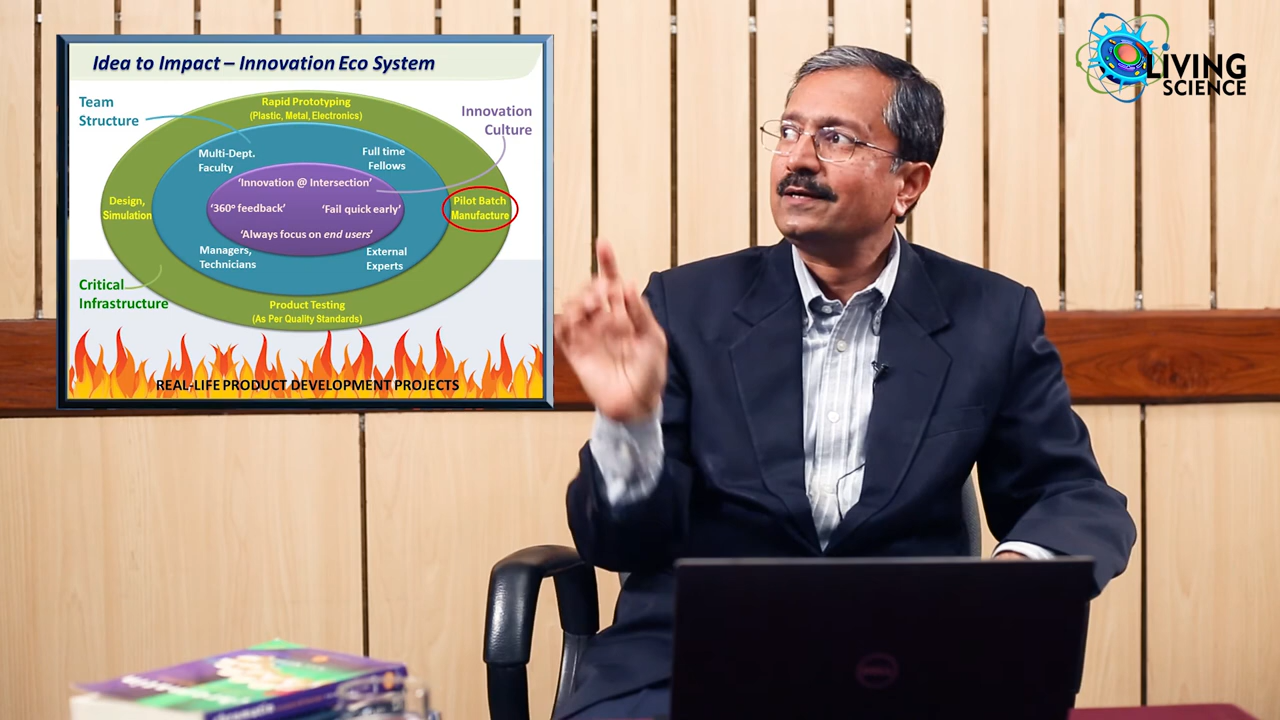 Idea to Impact – Innovation Eco System
Team
Structure
Innovation
Culture
Rapid Prototyping
(Plastic, Metal, Electronics)
Multi-Dept.
Faculty
Full time
Fellows
'Innovation @ Intersection'
Design,
Simulation
'360° feedback'
'Fail quick early'
Pilot Batch
Manufacture
'Always focus on end users'
Managers,
Technicians
External
Experts
Critical
Infrastructure
Product Testing
(As Per Quality Standards)
REAL-LIFE PRODUCT DEVELOPMENT PROJECTS
LIVING
SCIENCE
DELL